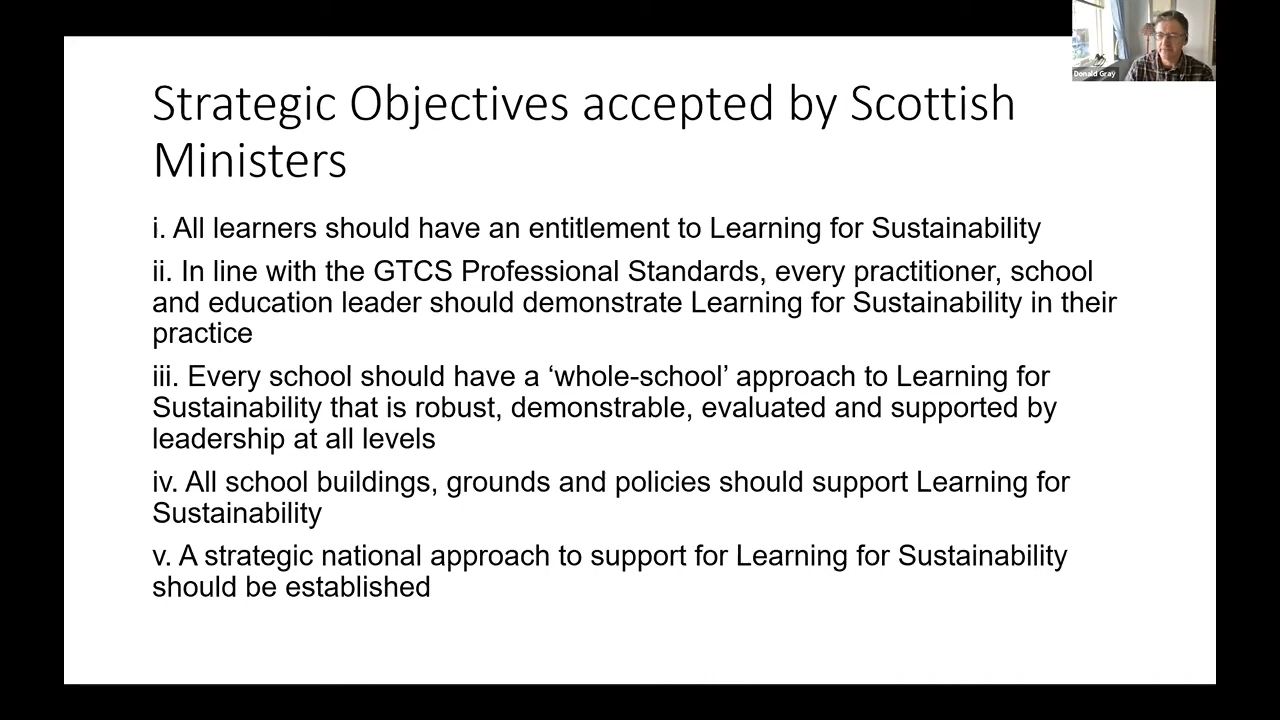 Strategic Objectives accepted by Scottish
Ministers
i. All learners should have an entitlement to Learning for Sustainability
ii. In line with the GTCS Professional Standards, every practitioner, school
and education leader should demonstrate Learning for Sustainability in their
practice
iii. Every school should have a ‘whole-school’ approach to Learning for
Sustainability that is robust, demonstrable, evaluated and supported by
leadership at all levels
iv. All school buildings, grounds and policies should support Learning for
Sustainability
v. A strategic national approach to support for Learning for Sustainability
should be established
Donald Gray